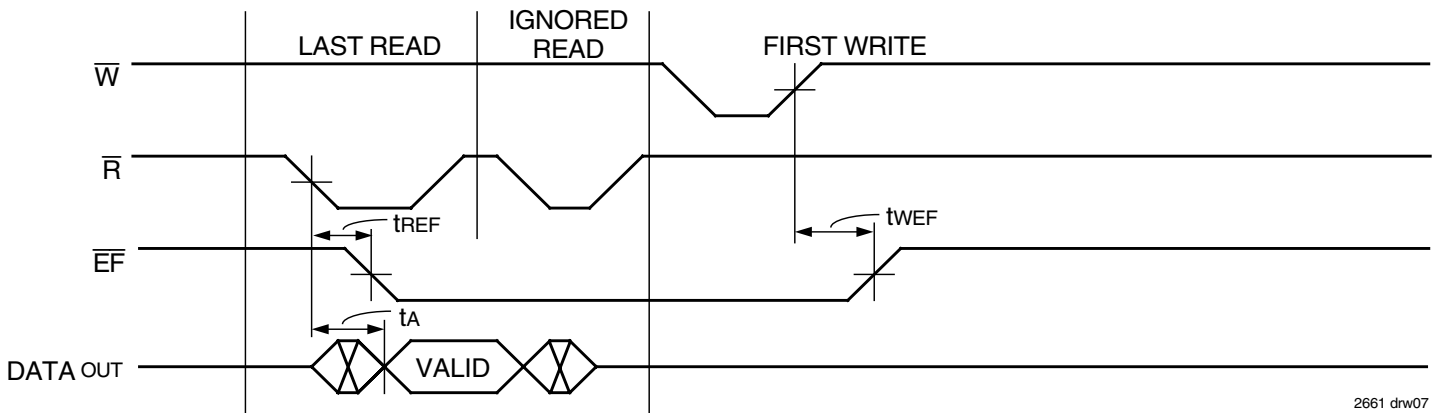 LAST READ
IGNORED
READ
FIRST WRITE
W
R
tREF
tWEF
EF
tA
DATA OUT
VALID
2661 drw07